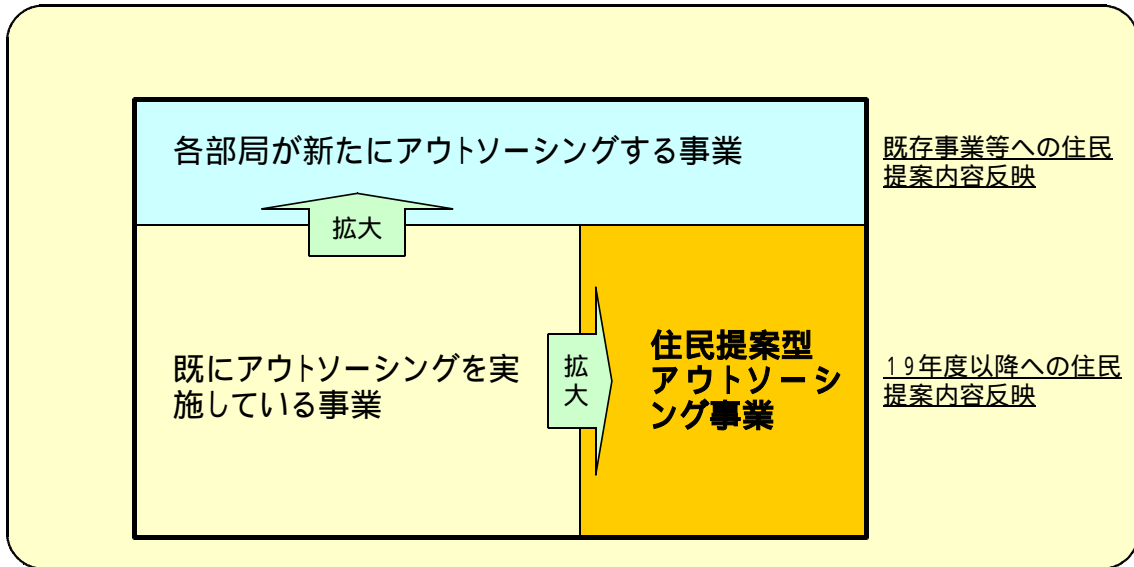 各部局が新たにアウトソーシングする事業
既存事業等への住民
提案内容反映
拡大
既にアウトソーシングを実
施している事業
拡
大
住民提案型
アウトソーシ
ング事業
19年度以降への住民
提案内容反映